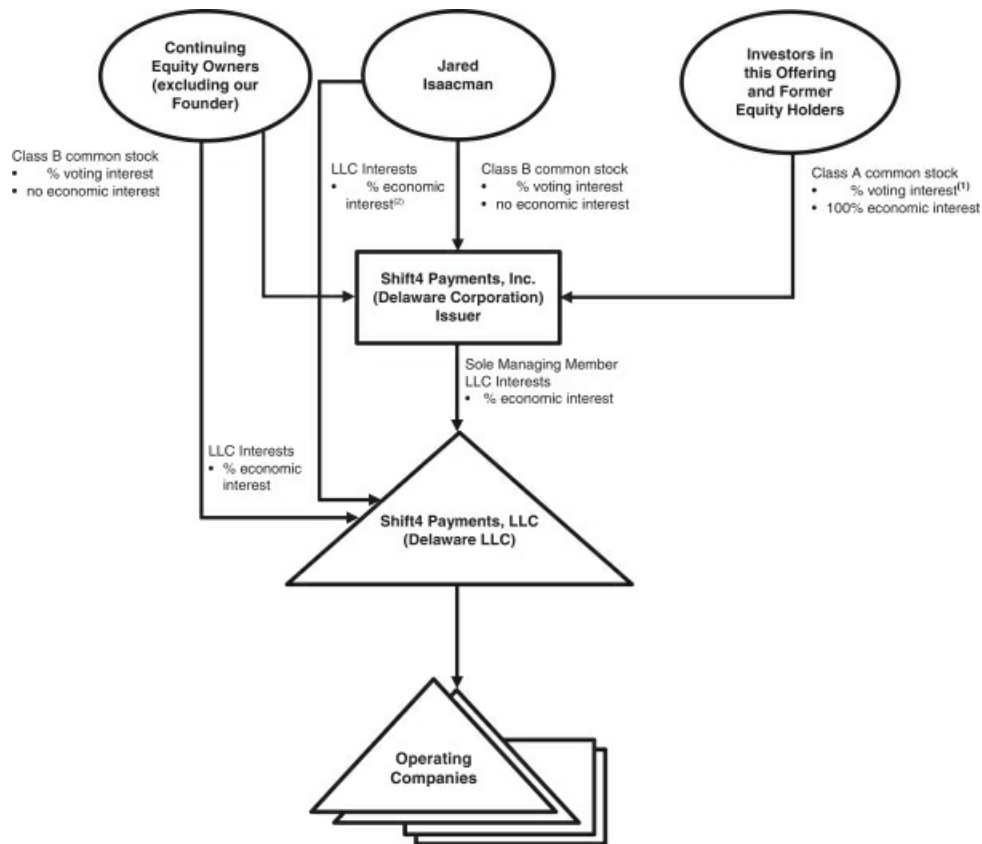 Continuing
Equity Owners
(excluding our
Founder)
Jared
Isaacman
Investors in
this Offering
and Former
Equity Holders
Class B common stock
• % voting interest
• no economic interest
LLC Interests
• % economic
interest(2)
Class B common stock
• % voting interest
• no economic interest
Class A common stock
• % voting interest(1)
• 100% economic interest
Shift4 Payments, Inc.
(Delaware Corporation)
Issuer
Sole Managing Member
LLC Interests
• % economic interest
LLC Interests
• % economic
interest
Shift4 Payments, LLC
(Delaware LLC)
Operating
Companies